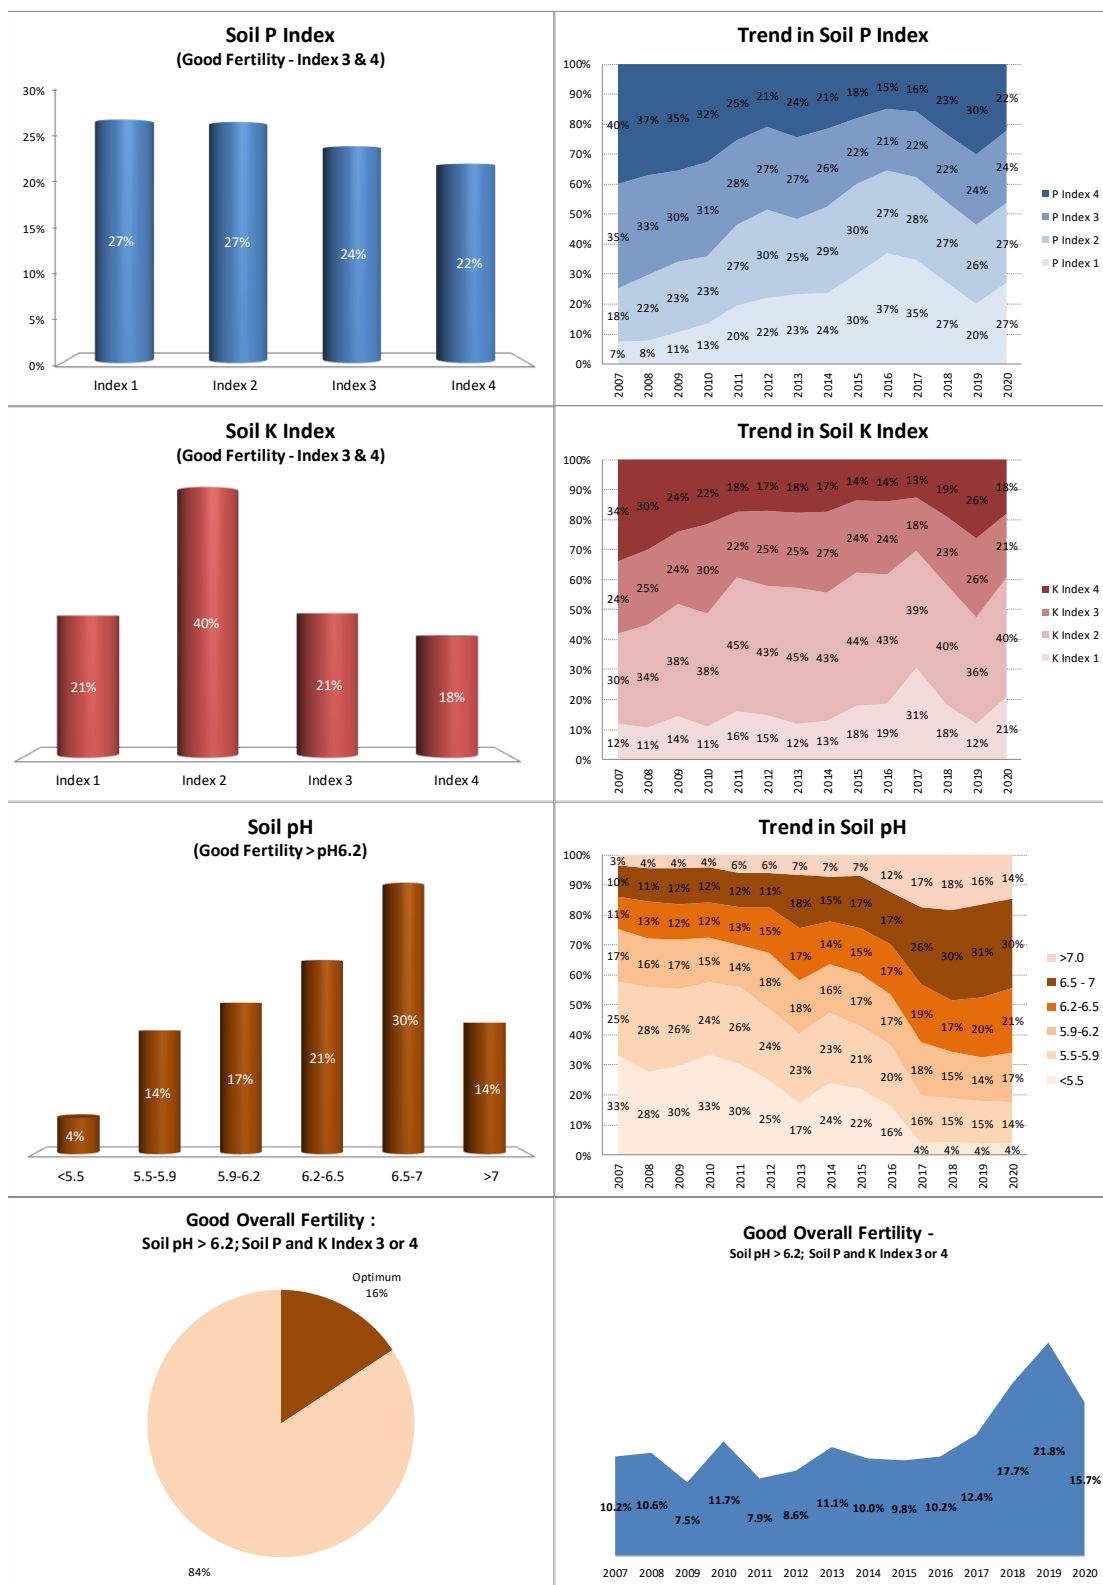 Soil P Index
(Good Fertility - Index 3 & 4)
30%
25%
20%
15%
10%
5%
0%
27%
27%
24%
22%
Index 1
Index 2
Index 3
Index 4
Trend in Soil P Index
100%
90%
80%
70%
60%
50%
40%
30%
20%
10%
0%
40% 37% 35% 32% 25% 21% 24% 21% 18% 15% 16% 23% 30% 22%
35% 33% 30% 31% 28% 27% 27% 26% 22% 21% 22% 22% 24% 24%
18% 22% 23% 23% 27% 30% 25% 29% 30% 27% 28% 27% 26% 27%
7% 8% 11% 13% 20% 22% 23% 24% 30% 37% 35% 27% 20% 27%
2007 2008 2009 2010 2011 2012 2013 2014 2015 2016 2017 2018 2019 2020
P Index 4
P Index 3
P Index 2
P Index 1
Soil K Index
(Good Fertility - Index 3 & 4)
21%
40%
21%
18%
Index 1
Index 2
Index 3
Index 4
Trend in Soil K Index
100%
90%
80%
70%
60%
50%
40%
30%
20%
10%
0%
34% 30% 24% 22% 18% 17% 18% 17% 14% 14% 13% 19% 26% 18%
24% 25% 24% 30% 22% 25% 25% 27% 24% 24% 18% 23% 26% 21%
30% 34% 38% 38% 45% 43% 45% 43% 44% 43% 39% 40% 36% 40%
12% 11% 14% 11% 16% 15% 12% 13% 18% 19% 31% 18% 12% 21%
2007 2008 2009 2010 2011 2012 2013 2014 2015 2016 2017 2018 2019 2020
K Index 4
K Index 3
K Index 2
K Index 1
Soil pH
(Good Fertility > pH6.2)
4%
14%
17%
21%
30%
14%
<5.5
5.5-5.9
5.9-6.2
6.2-6.5
6.5-7
>7
Trend in Soil pH
100%
90%
80%
70%
60%
50%
40%
30%
20%
10%
0%
3% 4% 4% 4% 6% 6% 7% 7% 7% 12% 17% 18% 16% 14%
10% 11% 12% 12% 12% 11% 18% 15% 17% 17% 26% 30% 31% 30%
11% 13% 12% 12% 13% 15% 17% 14% 15% 17% 19% 17% 20% 21%
17% 16% 17% 15% 14% 18% 18% 16% 17% 17% 18% 15% 14% 17%
25% 28% 26% 24% 26% 24% 23% 23% 21% 20% 16% 15% 15% 14%
33% 28% 30% 33% 30% 25% 17% 24% 22% 16% 4% 4% 4% 4%
2007 2008 2009 2010 2011 2012 2013 2014 2015 2016 2017 2018 2019 2020
>7.0
6.5 - 7
6.2-6.5
5.9-6.2
5.5-5.9
<5.5
Good Overall Fertility :
Soil pH > 6.2; Soil P and K Index 3 or 4
Optimum
16%
84%
Good Overall Fertility -
Soil pH > 6.2; Soil P and K Index 3 or 4
10.2% 10.6% 7.5% 11.7% 7.9% 8.6% 11.1% 10.0% 9.8% 10.2% 12.4% 17.7% 21.8% 15.7%
2007 2008 2009 2010 2011 2012 2013 2014 2015 2016 2017 2018 2019 2020